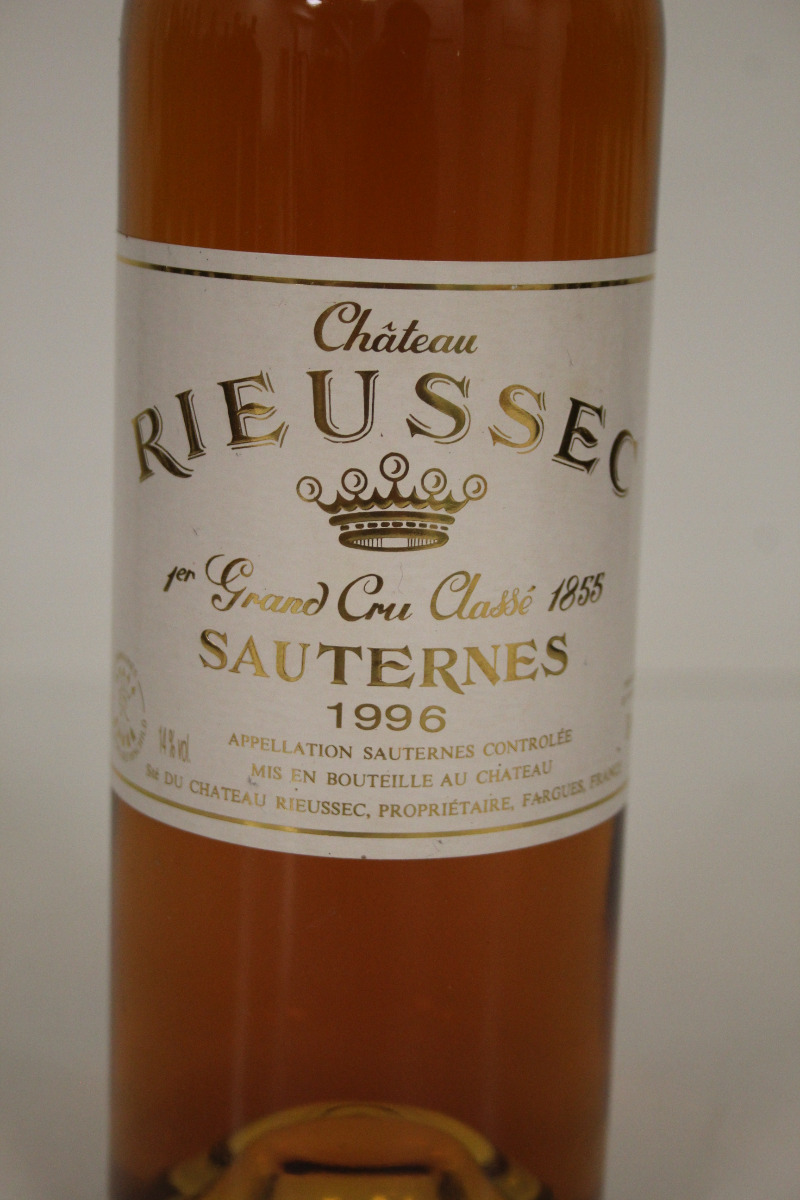 Château
RIEUSSEC
1er Grand Cru Classé 1855
SAUTERNES
1996
14% vol.
APPELLATION SAUTERNES CONTROLÉE
MIS EN BOUTEILLE AU CHATEAU
Sté DU CHATEAU RIEUSSEC, PROPRIÉTAIRE, FARGUES, FRANCE